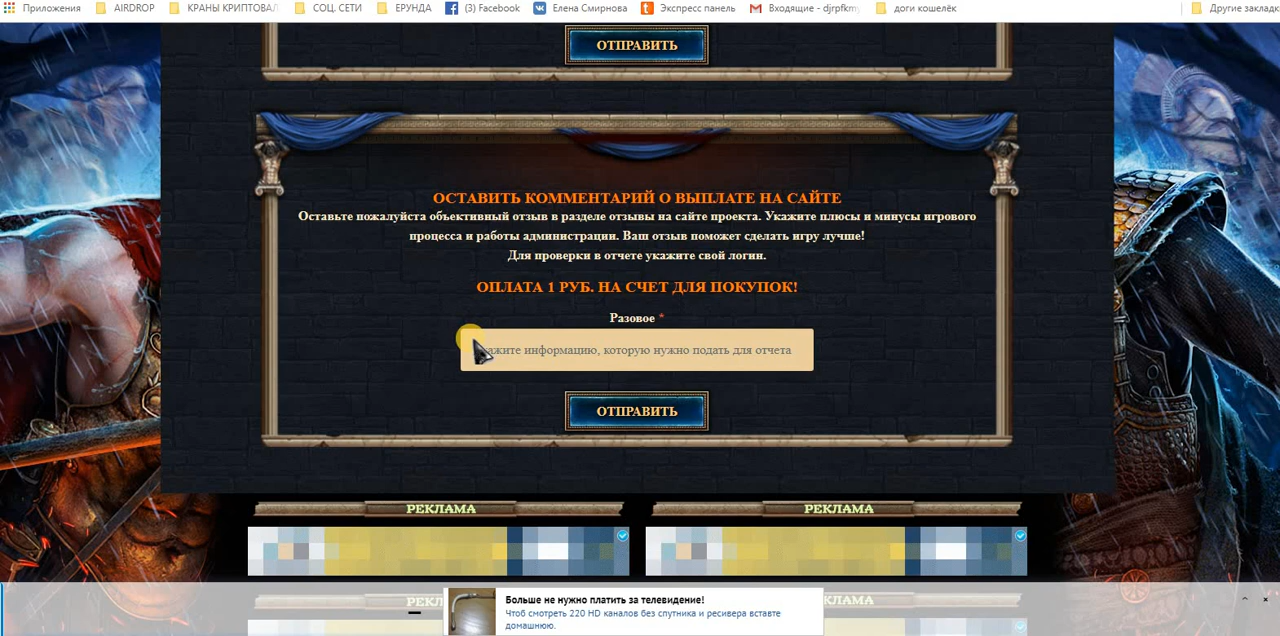 Приложения AIRDROP КРАНЫ КРИПТОВАЛ СОЦ. СЕТИ ЕРУНДА (3) Facebook Елена Смирнова Экспресс панель Входящие - djrpfkm доги кошелёк Другие заклад
ОТПРАВИТЬ
ОСТАВИТЬ КОММЕНТАРИЙ О ВЫПЛАТЕ НА САЙТЕ
Оставьте пожалуйста объективный отзыв в разделе отзывы на сайте проекта. Укажите плюсы и минусы игрового
процесса и работы администрации. Ваш отзыв поможет сделать игру лучше!
Для проверки в отчете укажите свой логин.
ОПЛАТА 1 РУБ. НА СЧЕТ ДЛЯ ПОКУПОК!
Разовое *
ажите информацию, которую нужно подать для отчета
ОТПРАВИТЬ
РЕКЛАМА РЕКЛАМА
Больше не нужно платить за телевидение!
Чтоб смотреть 220 HD каналов без спутника и ресивера вставте
домашнюю.